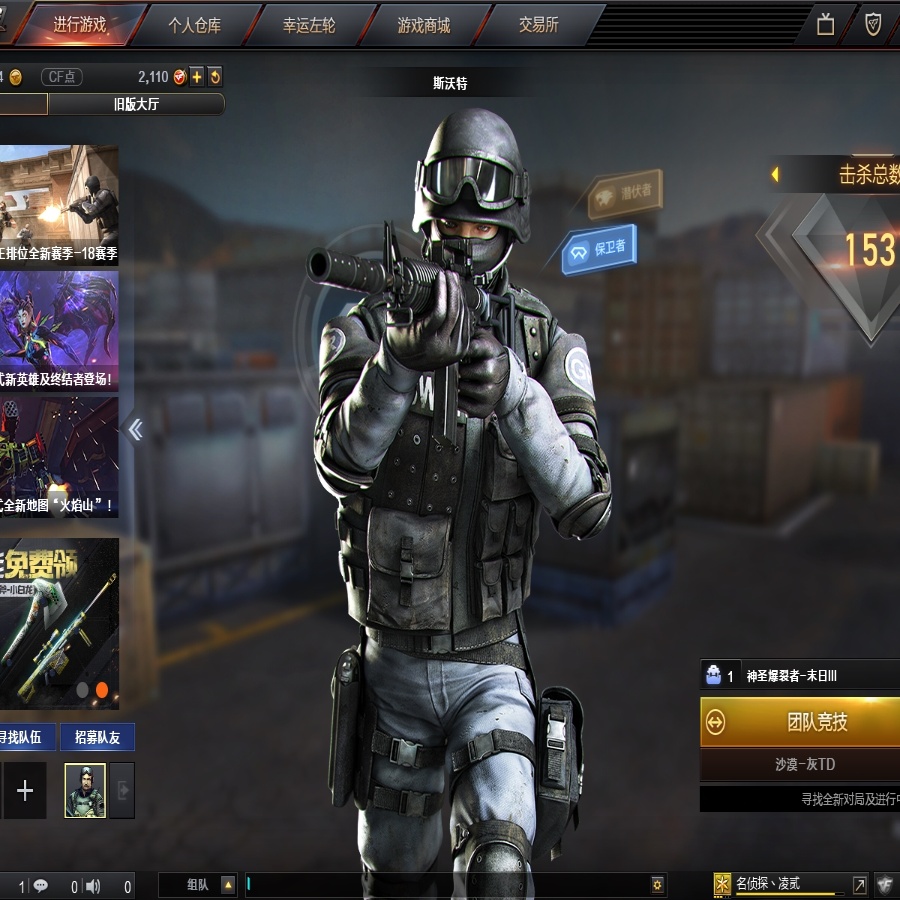 进行游戏
个人仓库
幸运左轮
游戏商城
交易所
4
CF点
2,110
旧版大厅
斯沃特
潜伏者
保卫者
击杀总数
153
E排位全新赛季-18赛季
式新英雄及终结者登场!
式全新地图“火焰山”!
免费领
小白龙
G
W
1 神圣爆裂者-末日III
团队竞技
沙漠-灰TD
寻找全新对局及进行中
寻找队伍
招募队友
1
0
0
组队
名侦探、凌贰